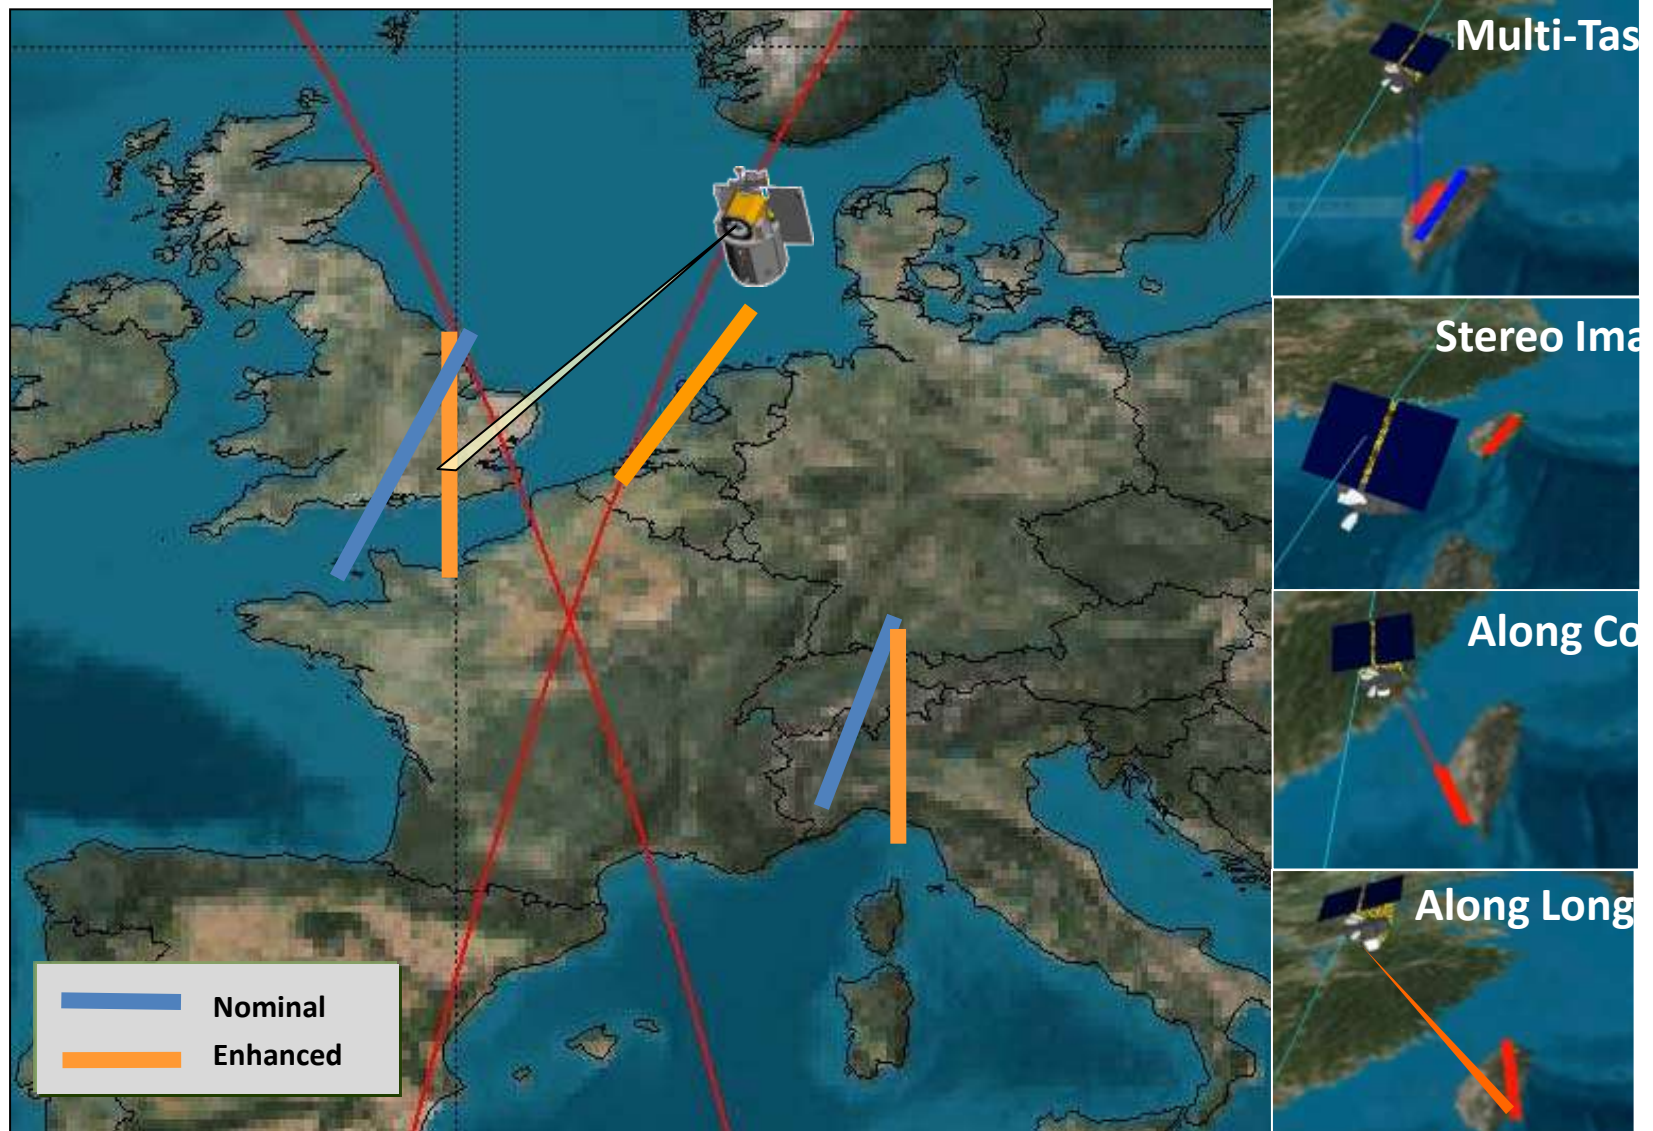 Multi-Tas
Stereo Ima
Along Co
Along Long
Nominal
Enhanced